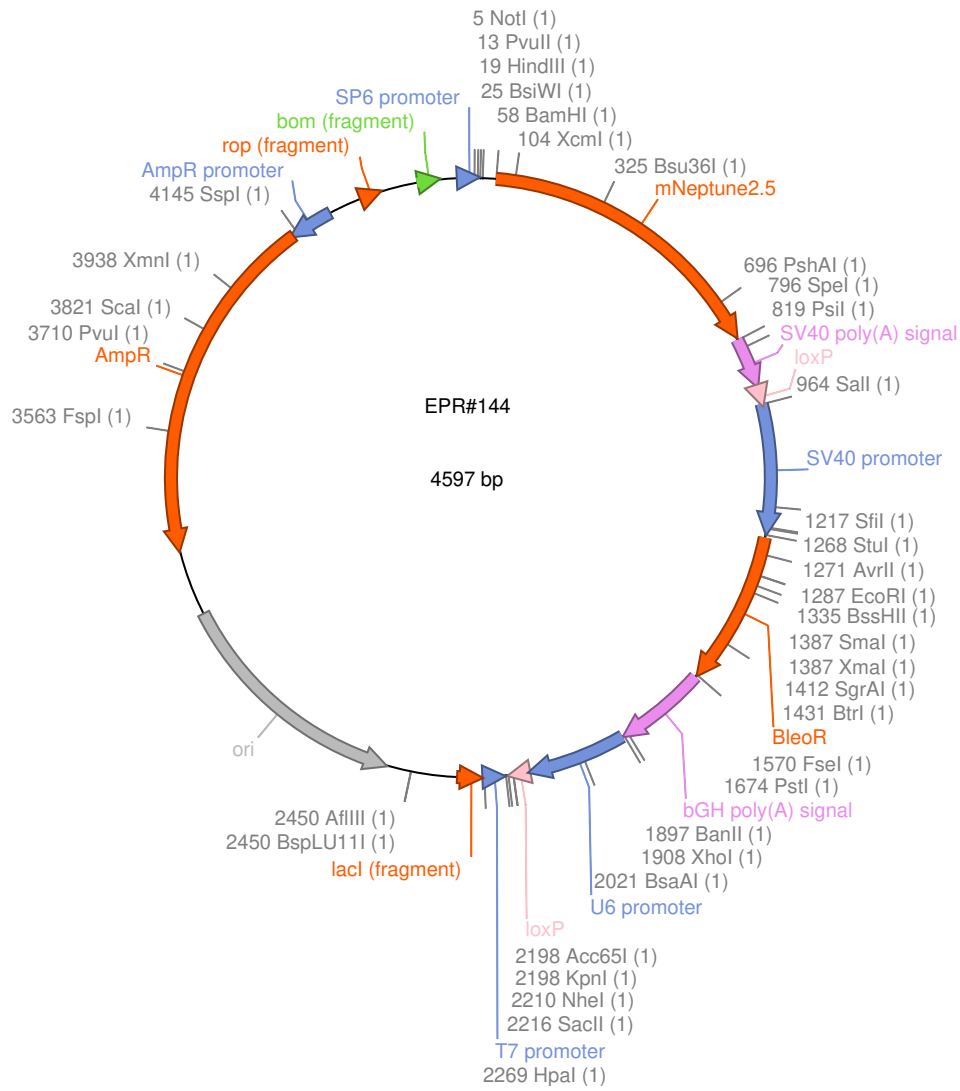 5 NotI (1)
13 PvuII (1)
19 HindIII (1)
25 BsiWI (1)
58 BamHI (1)
104 XcmI (1)
325 Bsu36I (1)
mNeptune2.5
696 PshAI (1)
796 SpeI (1)
819 PsiI (1)
SV40 poly(A) signal
loxP
964 SalI (1)
SV40 promoter
1217 SfiI (1)
1268 StuI (1)
1271 AvrII (1)
1287 EcoRI (1)
1335 BssHII (1)
1387 SmaI (1)
1387 XmaI (1)
1412 SgrAI (1)
1431 BtrI (1)
BleoR
1570 FseI (1)
1674 PstI (1)
bGH poly(A) signal
1897 BanII (1)
1908 XhoI (1)
2021 BsaAI (1)
U6 promoter
loxP
2198 Acc65I (1)
2198 KpnI (1)
2210 NheI (1)
2216 SacII (1)
T7 promoter
2269 HpaI (1)
lacI (fragment)
2450 BspLU11I (1)
2450 AflIII (1)
ori
3563 FspI (1)
AmpR
3710 PvuI (1)
3821 ScaI (1)
3938 XmnI (1)
4145 SspI (1)
AmpR promoter
rop (fragment)
bom (fragment)
SP6 promoter
EPR#144
4597 bp